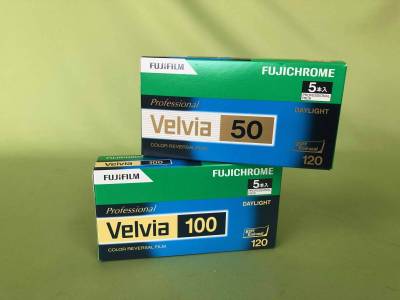 FUJIFILM
FUJICHROME
5本入
Professional
DAYLIGHT
Velvia 50
COLOR REVERSAL FILM
120
100
FUJIFILM
FUJICHROME
5本入
Professional
DAYLIGHT
Velvia 100
COLOR REVERSAL FILM
120